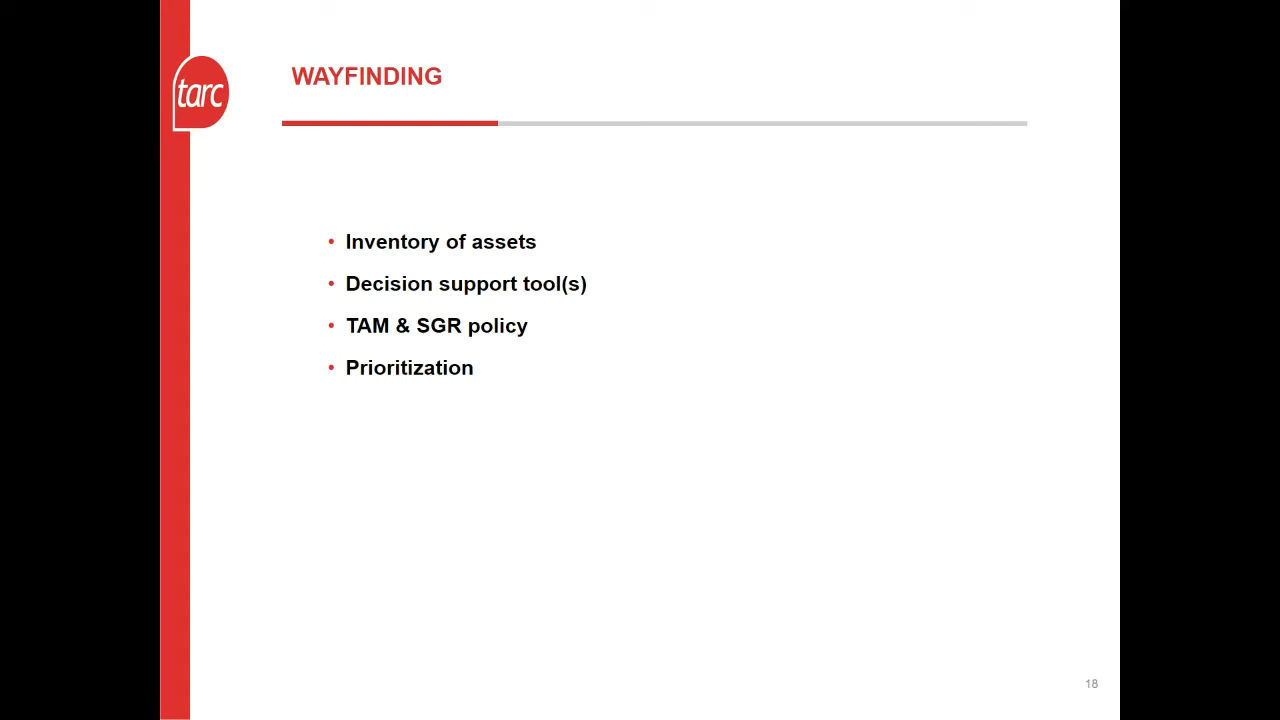 tarc
WAYFINDING
• Inventory of assets
• Decision support tool(s)
• TAM & SGR policy
• Prioritization
18